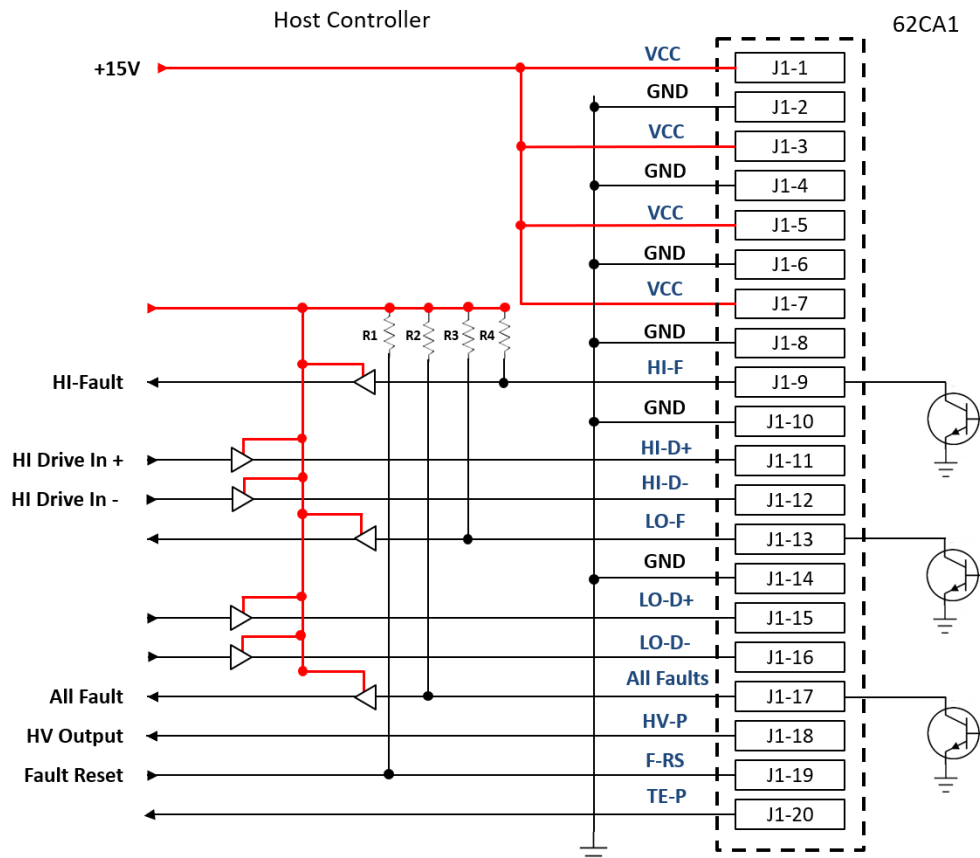 Host Controller
62CA1
+15V
VCC
J1-1
GND
J1-2
VCC
J1-3
GND
J1-4
VCC
J1-5
GND
J1-6
VCC
J1-7
R1
R2
R3
R4
GND
J1-8
HI-Fault
HI-F
J1-9
GND
J1-10
HI Drive In +
HI-D+
J1-11
HI Drive In -
HI-D-
J1-12
LO-F
J1-13
GND
J1-14
LO-D+
J1-15
LO-D-
J1-16
All Fault
All Faults
J1-17
HV Output
HV-P
J1-18
Fault Reset
F-RS
J1-19
TE-P
J1-20